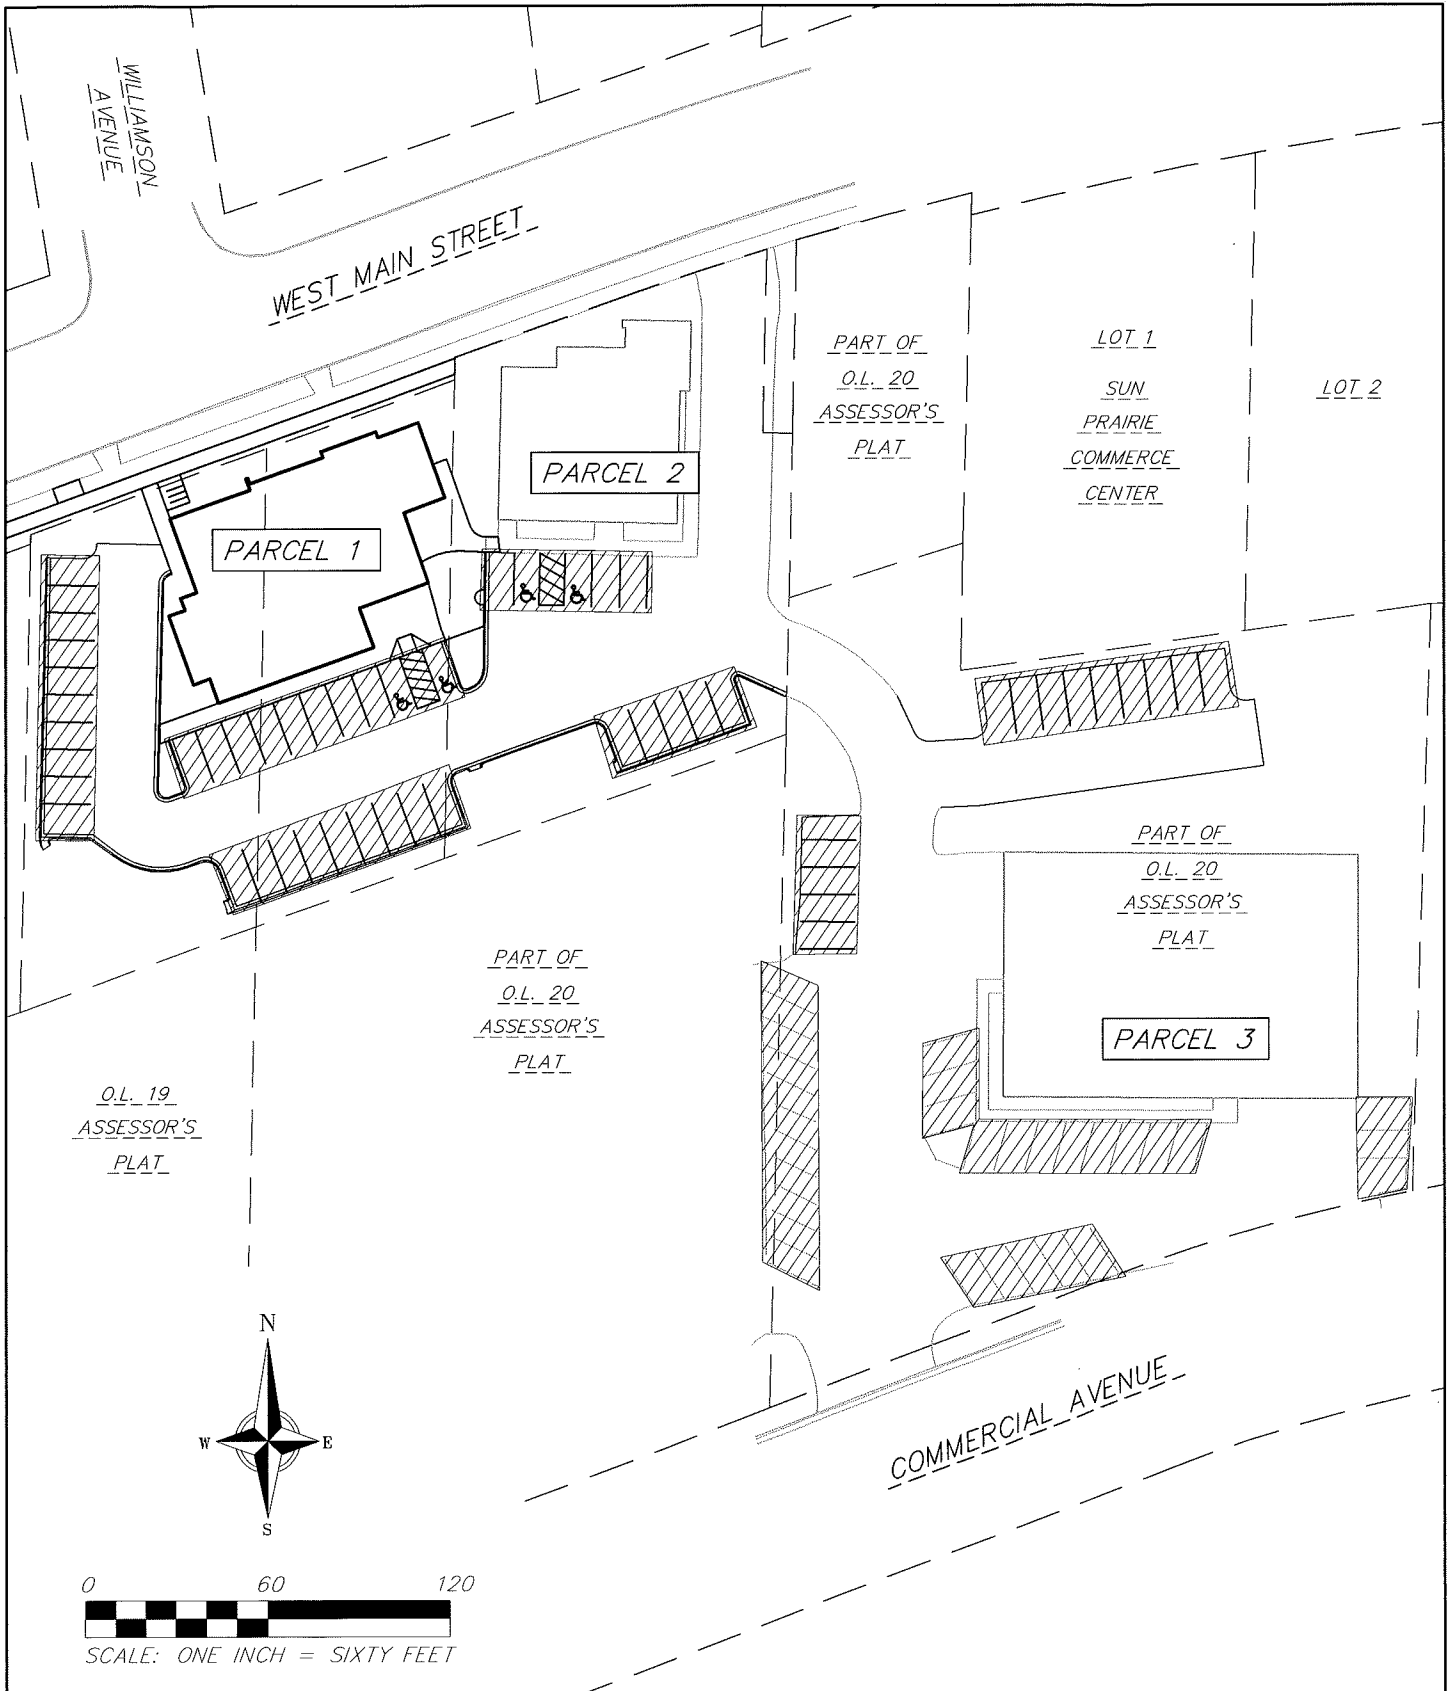 WILLIAMSON
AVENUE
WEST MAIN STREET
PART OF
O.L. 20
ASSESSOR'S
PLAT
LOT 1
SUN
PRAIRIE
COMMERCE
CENTER
LOT 2
PARCEL 2
PARCEL 1
PART OF
O.L. 20
ASSESSOR'S
PLAT
PARCEL 3
PART OF
O.L. 20
ASSESSOR'S
PLAT
O.L. 19
ASSESSOR'S
PLAT
COMMERCIAL AVENUE
N
W E
S
0 60 120
SCALE: ONE INCH = SIXTY FEET